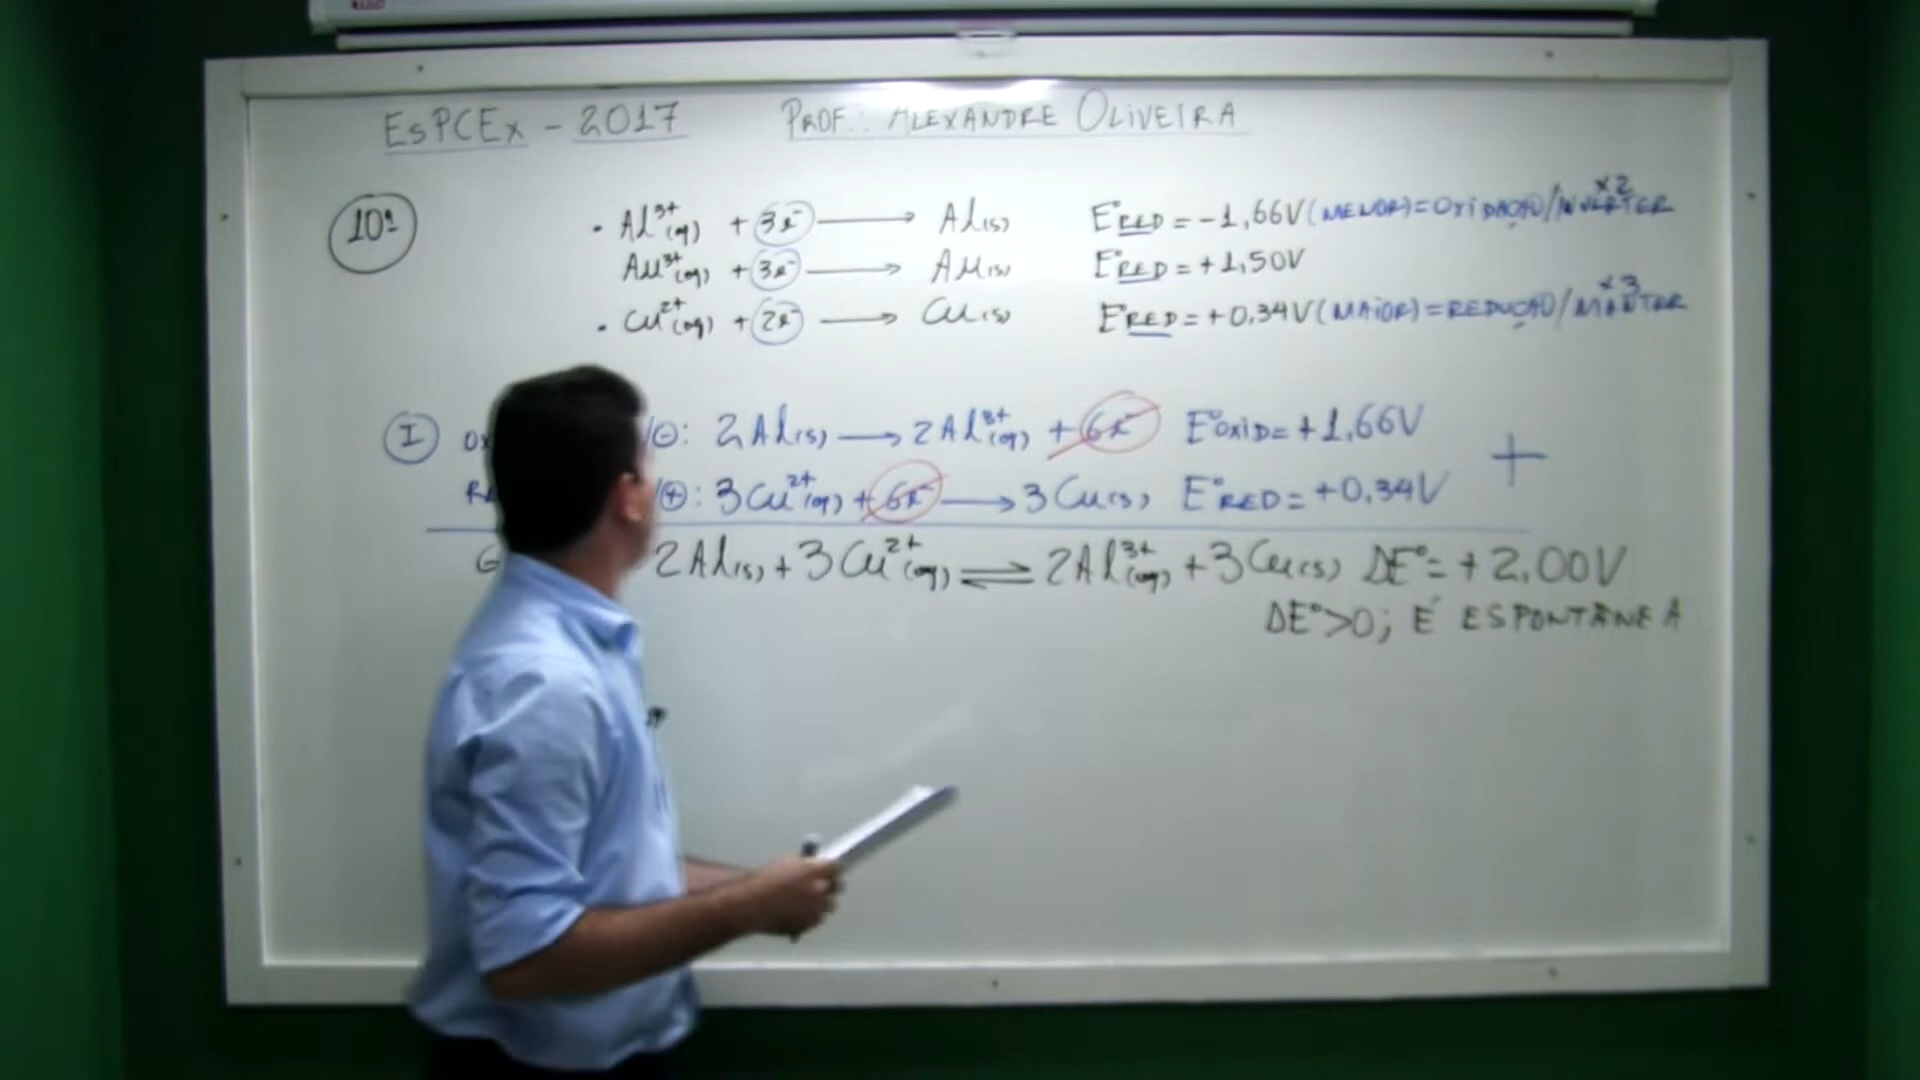 EsPCEx - 2017 PROF.: ALEXANDRE OLIVEIRA
10ª
• Al³⁺(aq) + 3e⁻ ⟶ Al(s) E°RED = -1,66V (MENOR) = OXIDAÇÃO/INVERTER x2
Au³⁺(aq) + 3e⁻ ⟶ Au(s) E°RED = +1,50V
• Cu²⁺(aq) + 2e⁻ ⟶ Cu(s) E°RED = +0,34V (MAIOR) = REDUÇÃO/MANTER x3
I /⊖: 2Al(s) ⟶ 2Al³⁺(aq) + 6e⁻ E°OXID = +1,66V
/⊕: 3Cu²⁺(aq) + 6e⁻ ⟶ 3Cu(s) E°RED = +0,34V +
2Al(s) + 3Cu²⁺(aq) ⇌ 2Al³⁺(aq) + 3Cu(s) ΔE° = +2,00V
ΔE°>0; É ESPONTÂNEA